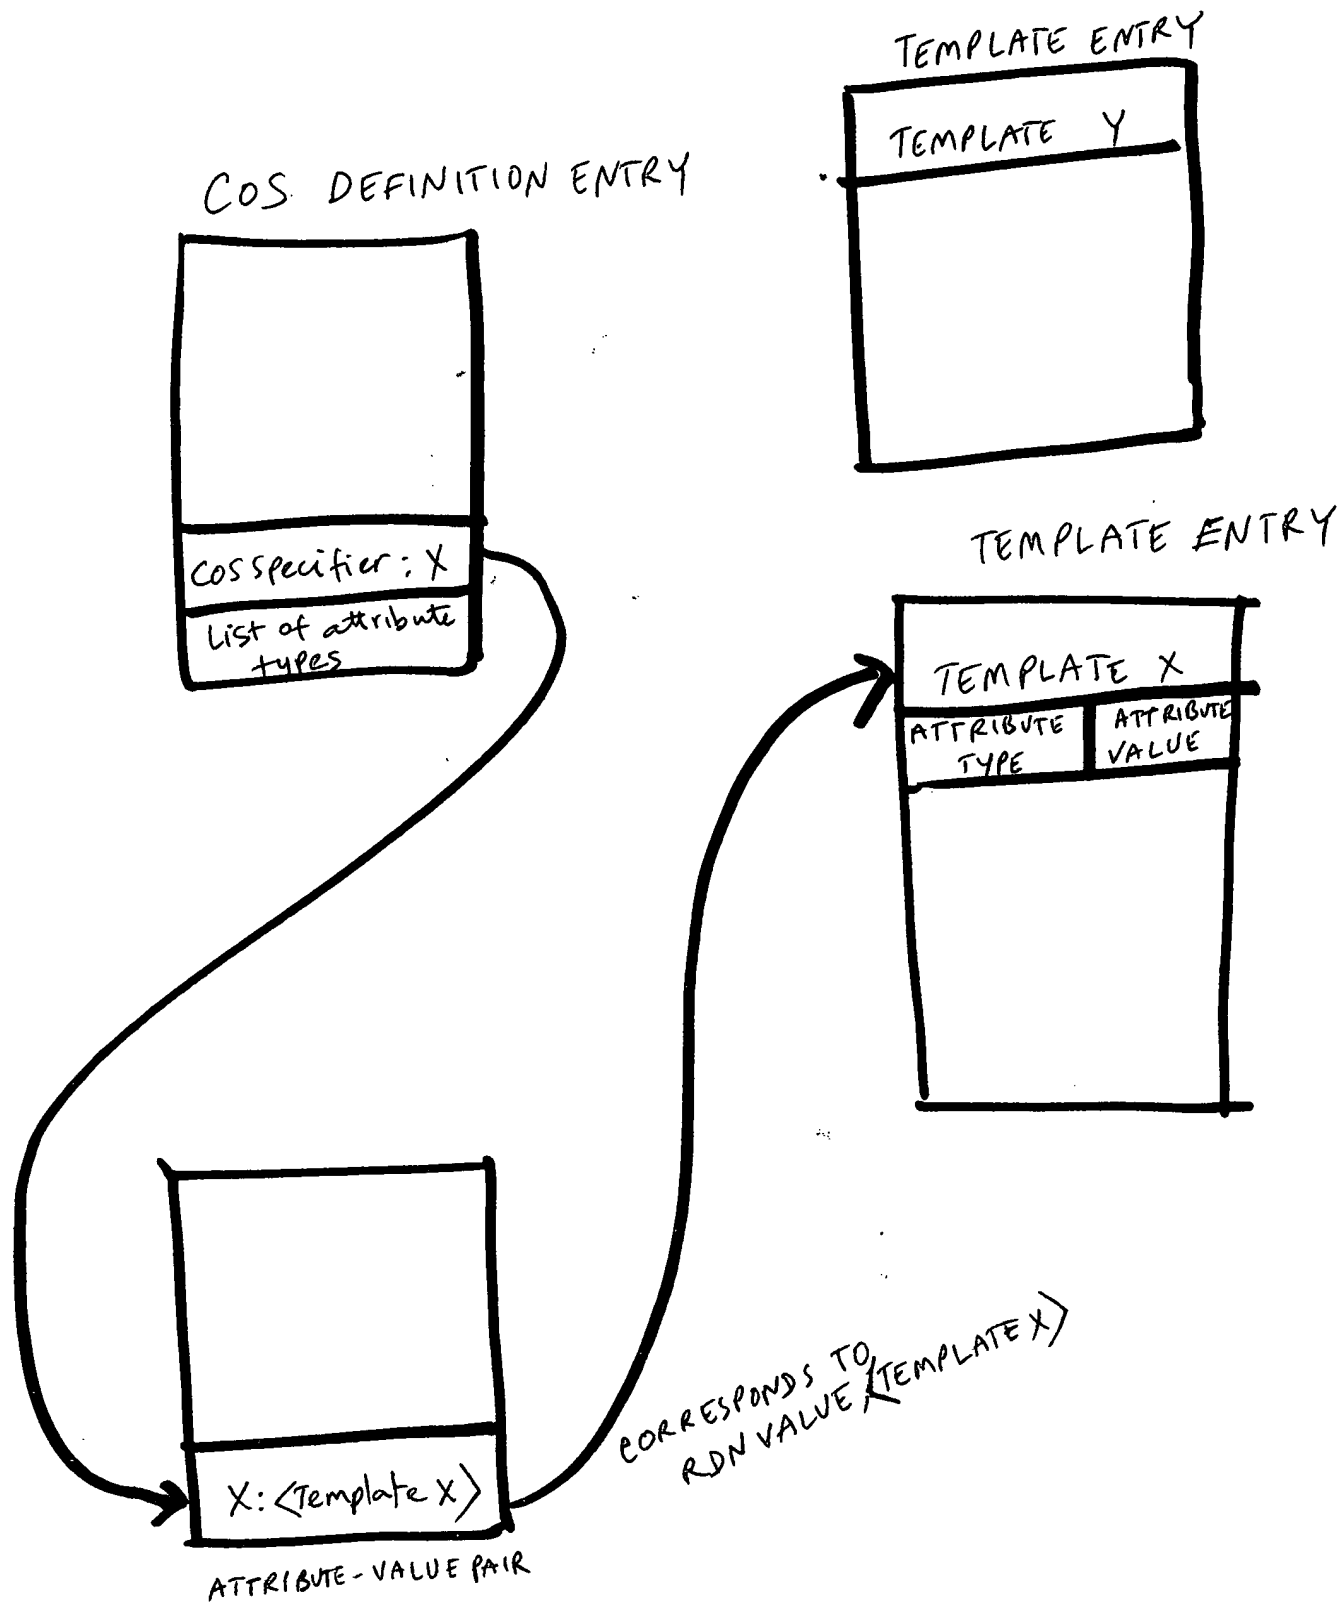 TEMPLATE ENTRY
TEMPLATE Y
COS DEFINITION ENTRY
cosspecifier: X
List of attribute
types
TEMPLATE ENTRY
TEMPLATE X
ATTRIBUTE
TYPE
ATTRIBUTE
VALUE
X: <Template X>
ATTRIBUTE-VALUE PAIR
CORRESPONDS TO
RDN VALUE <TEMPLATE X>